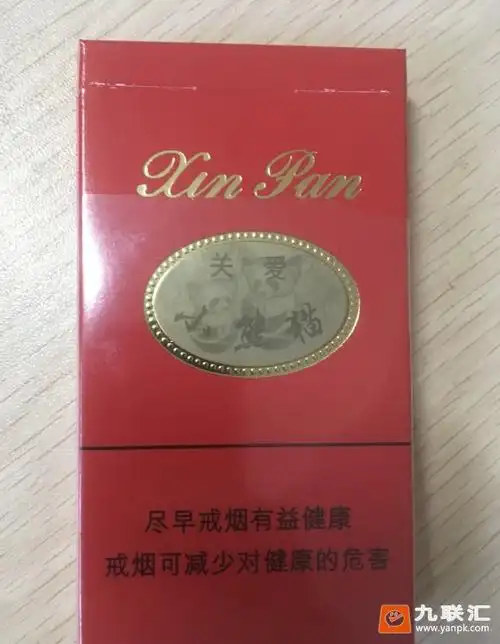 Xin Pan
关 爱
心熊猫
尽早戒烟有益健康
戒烟可减少对健康的危害
九联汇
www.yanpk.com